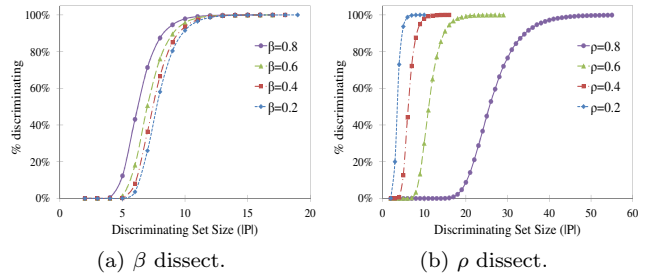 100%
80%
60%
40%
20%
0%
% discriminating
β=0.8
β=0.6
β=0.4
β=0.2
0 5 10 15 20
Discriminating Set Size (|P|)
(a) β dissect.
100%
80%
60%
40%
20%
0%
% discriminating
ρ=0.8
ρ=0.6
ρ=0.4
ρ=0.2
0 10 20 30 40 50 60
Discriminating Set Size (|P|)
(b) ρ dissect.